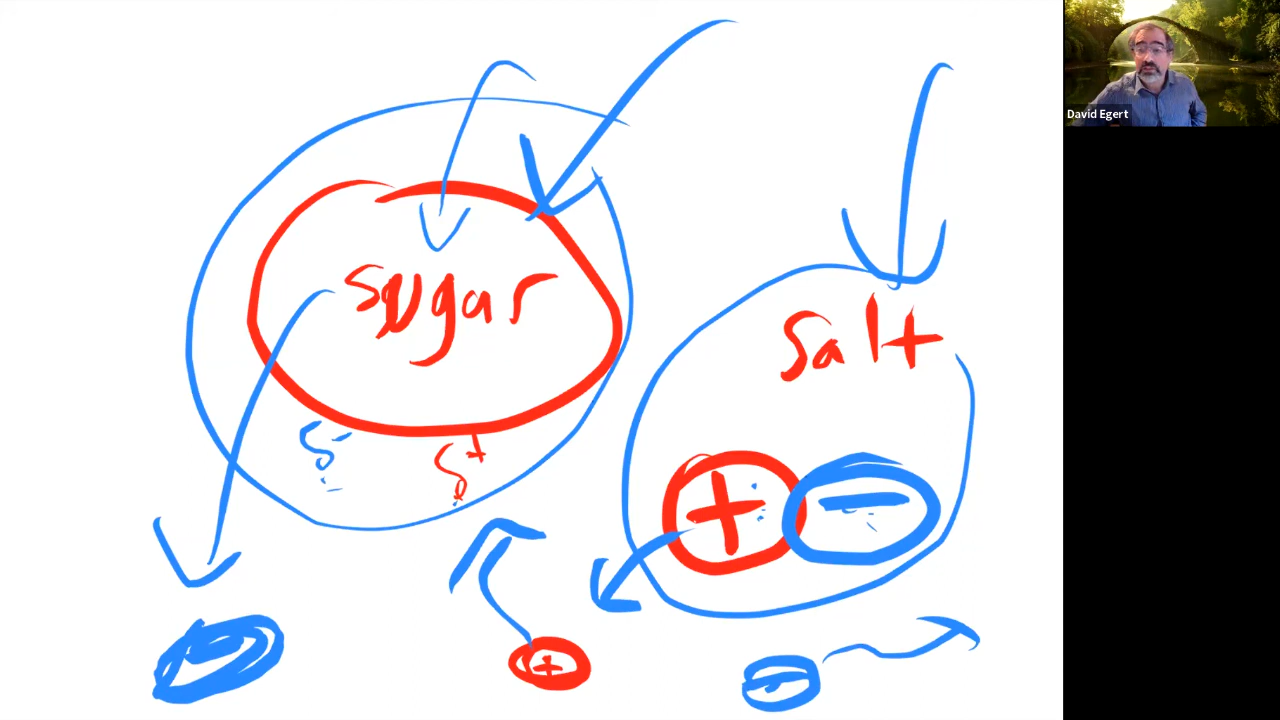 David Egert
sugar
salt
δ- δ+
+ −
+ −
−